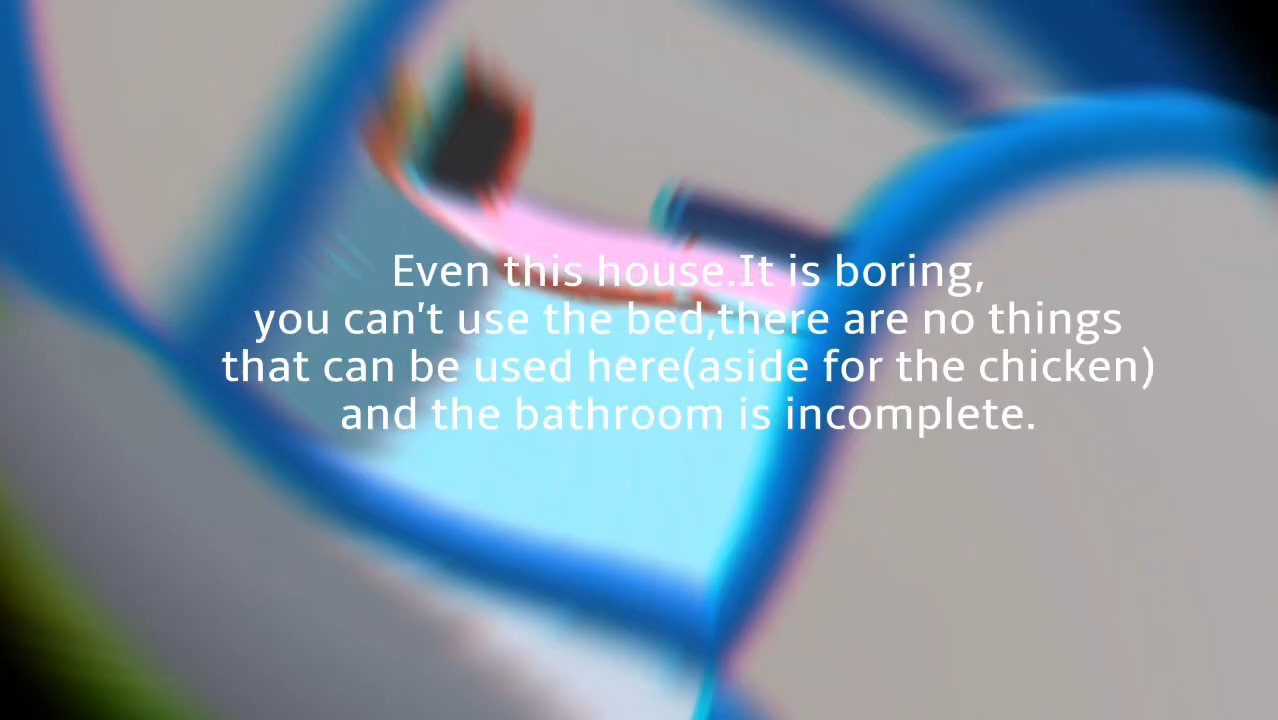 Even this house.It is boring,
you can't use the bed,there are no things
that can be used here(aside for the chicken)
and the bathroom is incomplete.